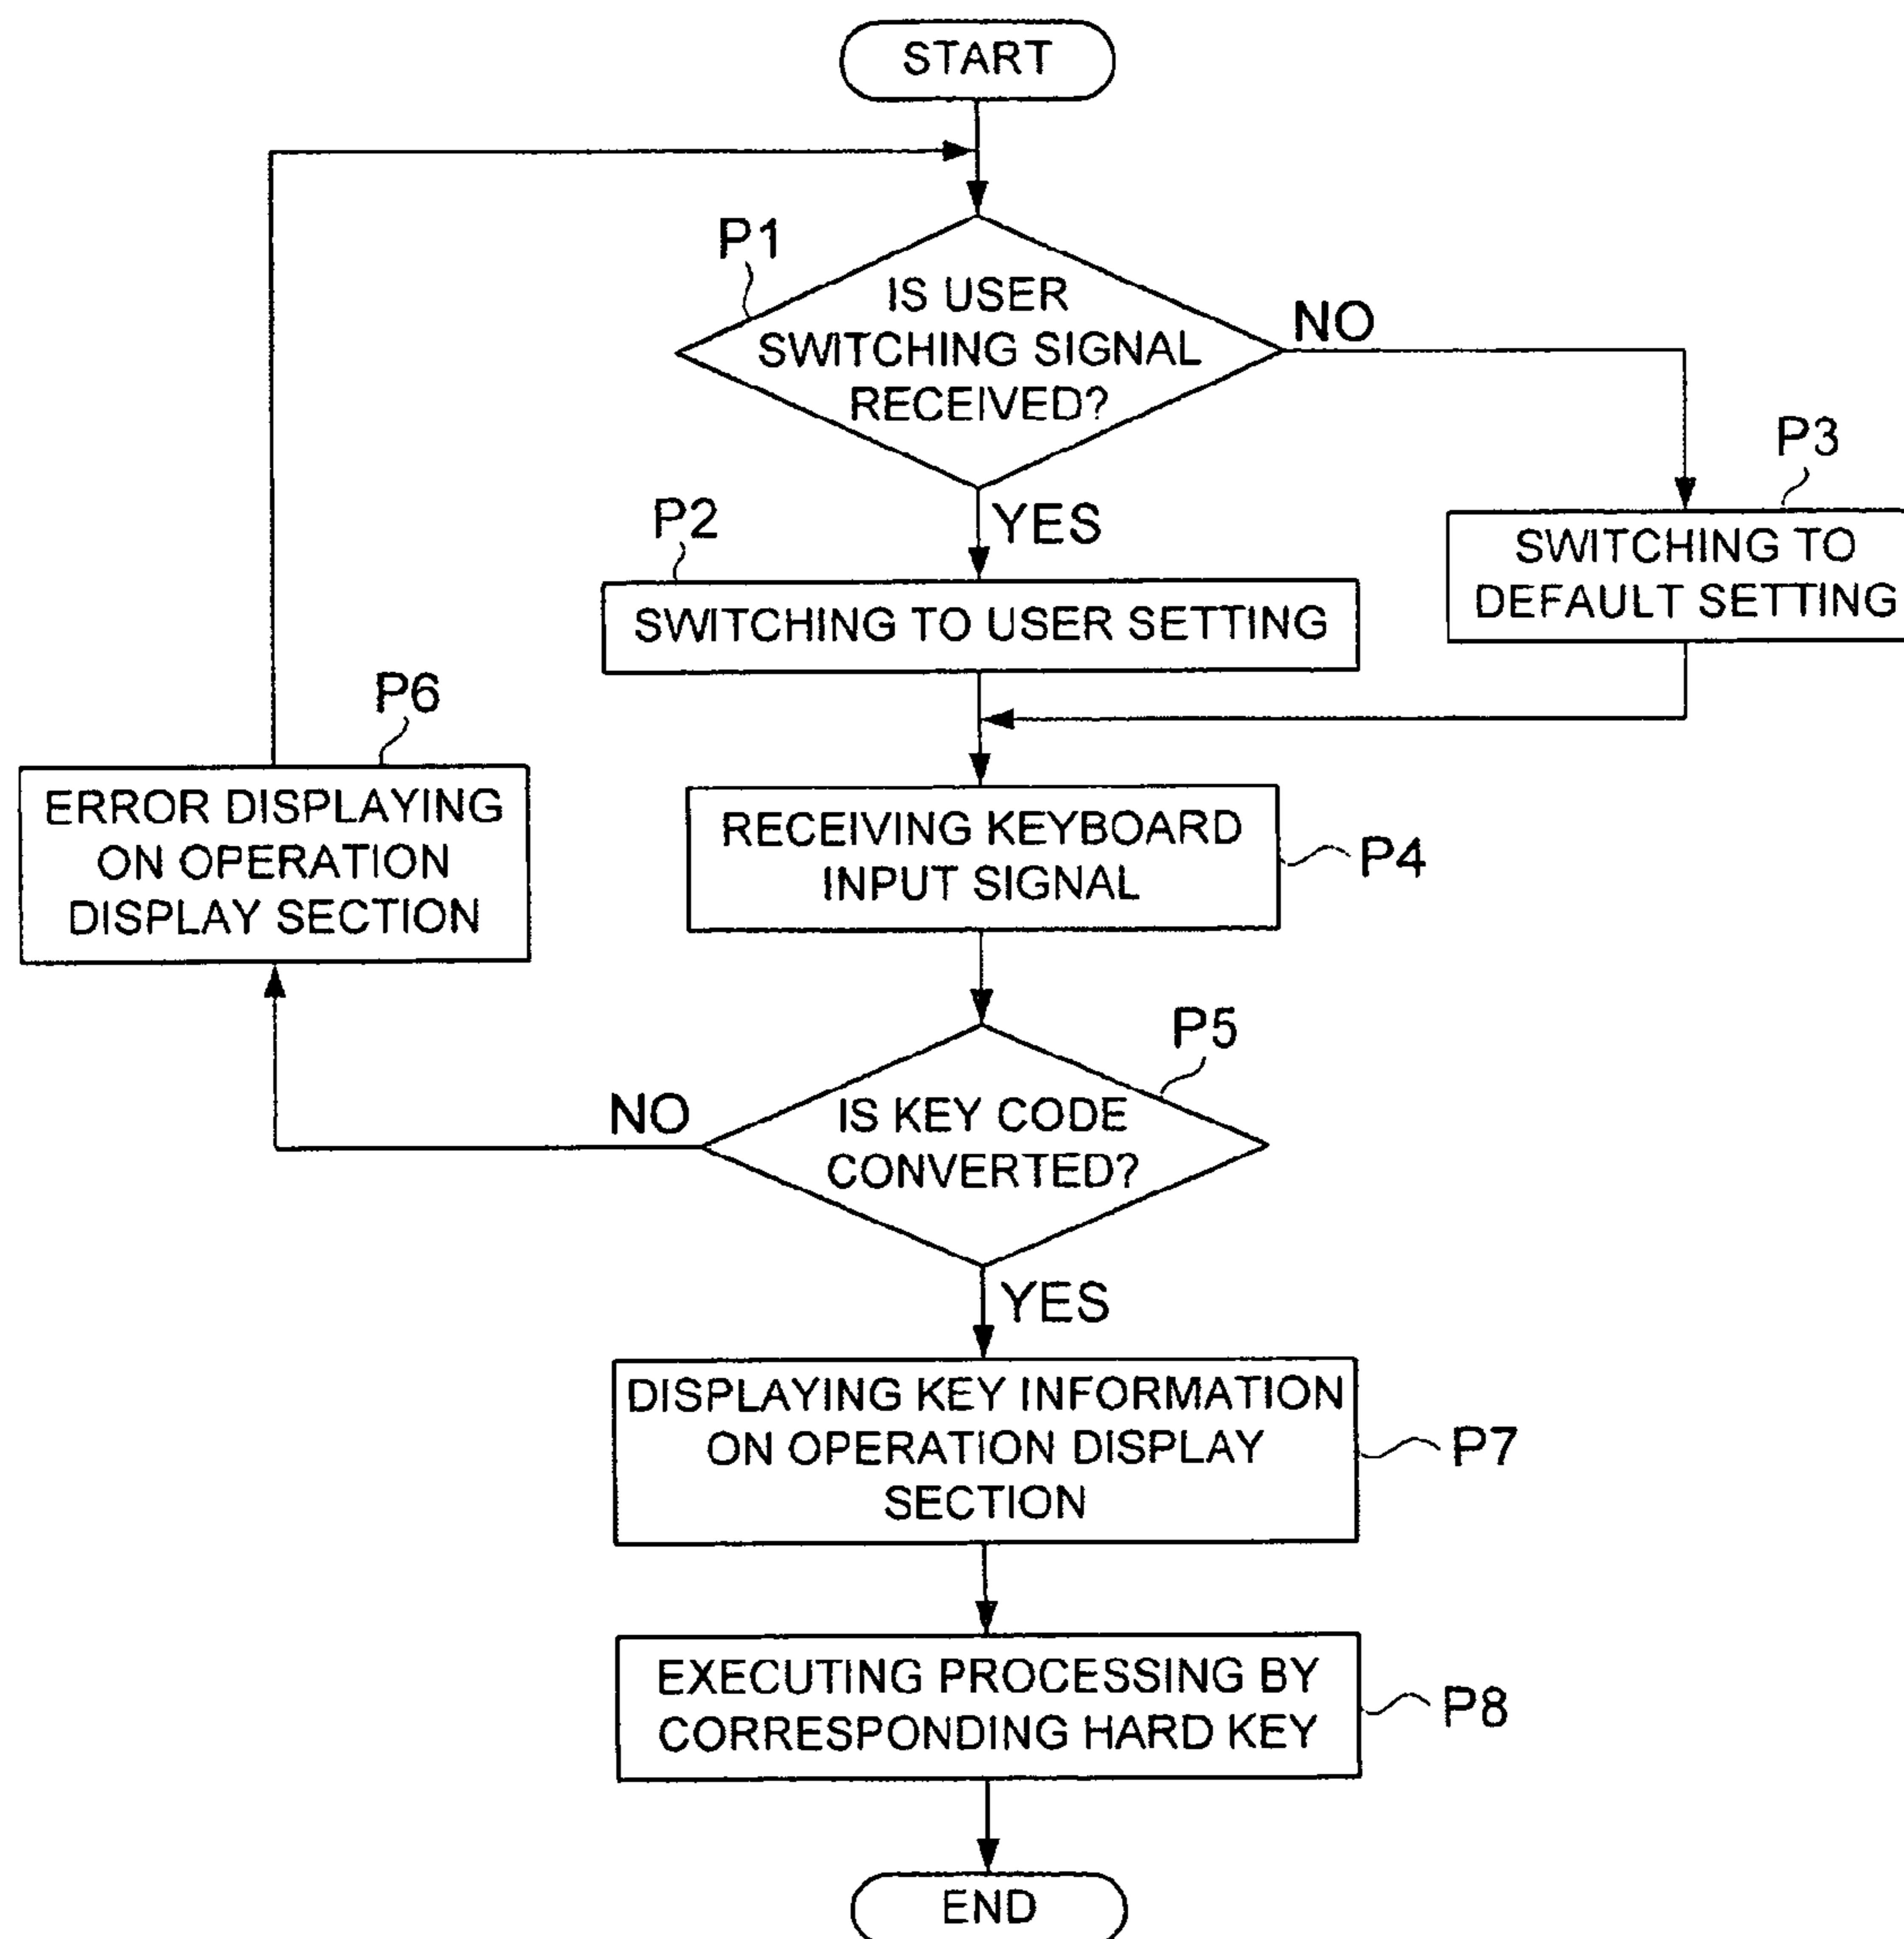 START
P1
IS USER
SWITCHING SIGNAL
RECEIVED?
NO
YES
P2
SWITCHING TO USER SETTING
P3
SWITCHING TO
DEFAULT SETTING
P6
ERROR DISPLAYING
ON OPERATION
DISPLAY SECTION
RECEIVING KEYBOARD
INPUT SIGNAL
P4
P5
IS KEY CODE
CONVERTED?
NO
YES
DISPLAYING KEY INFORMATION
ON OPERATION DISPLAY
SECTION
P7
EXECUTING PROCESSING BY
CORRESPONDING HARD KEY
P8
END